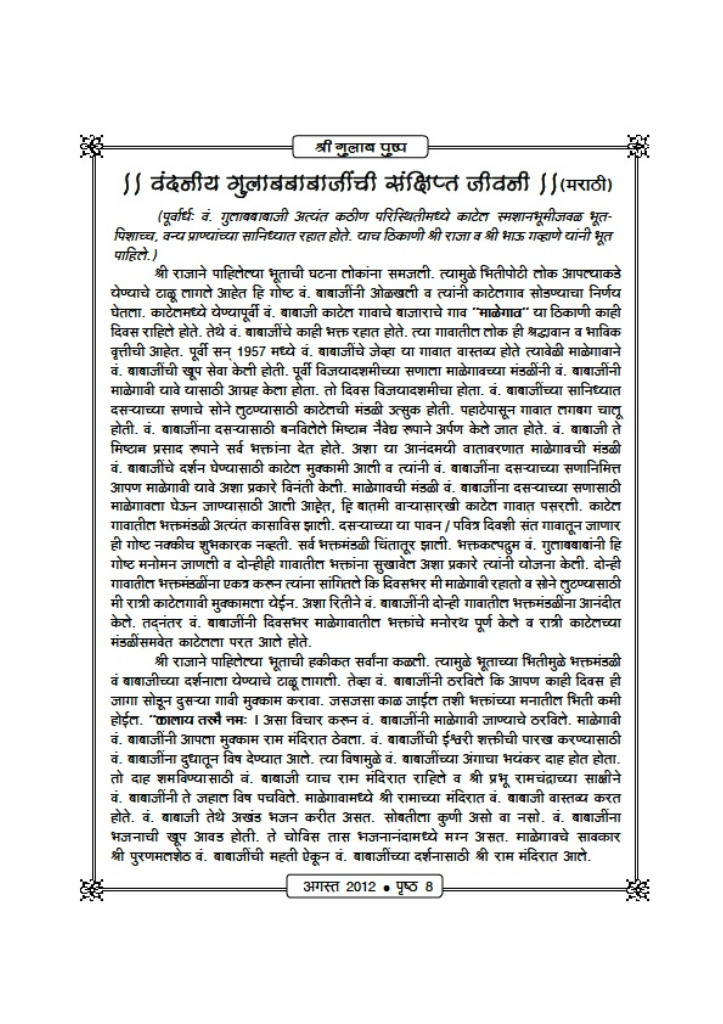 श्री गुलाब पुष्प
।। वंदनीय गुलाबबाबाजींची संक्षिप्त जीवनी ।।(मराठी)
(पूर्वार्धः वं. गुलाबबाबाजी अत्यंत कठीण परिस्थितीमध्ये काटेल स्मशानभूमीजवळ भूत-
पिशाच्च, वन्य प्राण्यांच्या सानिध्यात रहात होते. याच ठिकाणी श्री राजा व श्री भाऊ गव्हाणे यांनी भूत
पाहिले.)
श्री राजाने पाहिलेल्या भूताची घटना लोकांना समजली. त्यामुळे भितीपोटी लोक आपल्याकडे
येण्याचे टाळू लागले आहेत हि गोष्ट वं. बाबाजींनी ओळखली व त्यांनी काटेलगाव सोडण्याचा निर्णय
घेतला. काटेलमध्ये येण्यापूर्वी वं. बाबाजी काटेल गावाचे बाजाराचे गाव "माळेगाव" या ठिकाणी काही
दिवस राहिले होते. तेथे वं. बाबाजींचे काही भक्त रहात होते. त्या गावातील लोक ही श्रद्धावान व भाविक
वृत्तीची आहेत. पूर्वी सन् 1957 मध्ये वं. बाबाजींचे जेव्हा या गावात वास्तव्य होते त्यावेळी माळेगावाने
वं. बाबाजींची खूप सेवा केली होती. पूर्वी विजयादशमीच्या सणाला माळेगावच्या मंडळींनी वं. बाबाजींनी
माळेगावी यावे यासाठी आग्रह केला होता. तो दिवस विजयादशमीचा होता. वं. बाबाजींच्या सानिध्यात
दसऱ्याच्या सणाचे सोने लुटण्यासाठी काटेलची मंडळी उत्सुक होती. पहाटेपासून गावात लगबग चालू
होती. वं. बाबाजींना दसऱ्यासाठी बनविलेले मिष्टान्न नैवेद्य रूपाने अर्पण केले जात होते. वं. बाबाजी ते
मिष्टान्न प्रसाद रूपाने सर्व भक्तांना देत होते. अशा या आनंदमयी वातावरणात माळेगावची मंडळी
वं. बाबाजींचे दर्शन घेण्यासाठी काटेल मुक्कामी आली व त्यांनी वं. बाबाजींना दसऱ्याच्या सणानिमित्त
आपण माळेगावी यावे अशा प्रकारे विनंती केली. माळेगावची मंडळी वं. बाबाजींना दसऱ्याच्या सणासाठी
माळेगावला घेऊन जाण्यासाठी आली आहेत, हि बातमी वाऱ्यासारखी काटेल गावात पसरली. काटेल
गावातील भक्तमंडळी अत्यंत कासाविस झाली. दसऱ्याच्या या पावन / पवित्र दिवशी संत गावातून जाणार
ही गोष्ट नक्कीच शुभकारक नव्हती. सर्व भक्तमंडळी चिंतातूर झाली. भक्तकल्पद्रुम वं. गुलाबबाबांनी हि
गोष्ट मनोमन जाणली व दोन्हीही गावातील भक्तांना सुखावेल अशा प्रकारे त्यांनी योजना केली. दोन्ही
गावातील भक्तमंडळींना एकत्र करून त्यांना सांगितले कि दिवसभर मी माळेगावी रहातो व सोने लुटण्यासाठी
मी रात्री काटेलगावी मुक्कामला येईन. अशा रितीने वं. बाबाजींनी दोन्ही गावातील भक्तमंडळींना आनंदीत
केले. तद्नंतर वं. बाबाजींनी दिवसभर माळेगावातील भक्तांचे मनोरथ पूर्ण केले व रात्री काटेलच्या
मंडळींसमवेत काटेलला परत आले होते.
श्री राजाने पाहिलेल्या भूताची हकीकत सर्वांना कळली. त्यामुळे भूताच्या भितीमुळे भक्तमंडळी
वं बाबाजीच्या दर्शनाला येण्याचे टाळू लागली. तेव्हा वं. बाबाजींनी ठरविले कि आपण काही दिवस ही
जागा सोडून दुसऱ्या गावी मुक्काम करावा. जसजसा काळ जाईल तशी भक्तांच्या मनातील भिती कमी
होईल. "कालाय तस्मै नमः । असा विचार करून वं. बाबाजींनी माळेगावी जाण्याचे ठरविले. माळेगावी
वं. बाबाजींनी आपला मुक्काम राम मंदिरात ठेवला. वं. बाबाजींची ईश्वरी शक्तीची पारख करण्यासाठी
वं. बाबाजींना दुधातून विष देण्यात आले. त्या विषामुळे वं. बाबाजींच्या अंगाचा भयंकर दाह होत होता.
तो दाह शमविण्यासाठी वं. बाबाजी याच राम मंदिरात राहिले व श्री प्रभू रामचंद्राच्या साक्षीने
वं. बाबाजींनी ते जहाल विष पचविले. माळेगावामध्ये श्री रामाच्या मंदिरात वं. बाबाजी वास्तव्य करत
होते. वं. बाबाजी तेथे अखंड भजन करीत असत. सोबतीला कुणी असो वा नसो. वं. बाबाजींना
भजनाची खूप आवड होती. ते चोविस तास भजनानंदामध्ये मग्न असत. माळेगावचे सावकार
श्री पुरणमलशेठ वं. बाबाजींची महती ऐकून वं. बाबाजींच्या दर्शनासाठी श्री राम मंदिरात आले.
अगस्त 2012 ● पृष्ठ 8